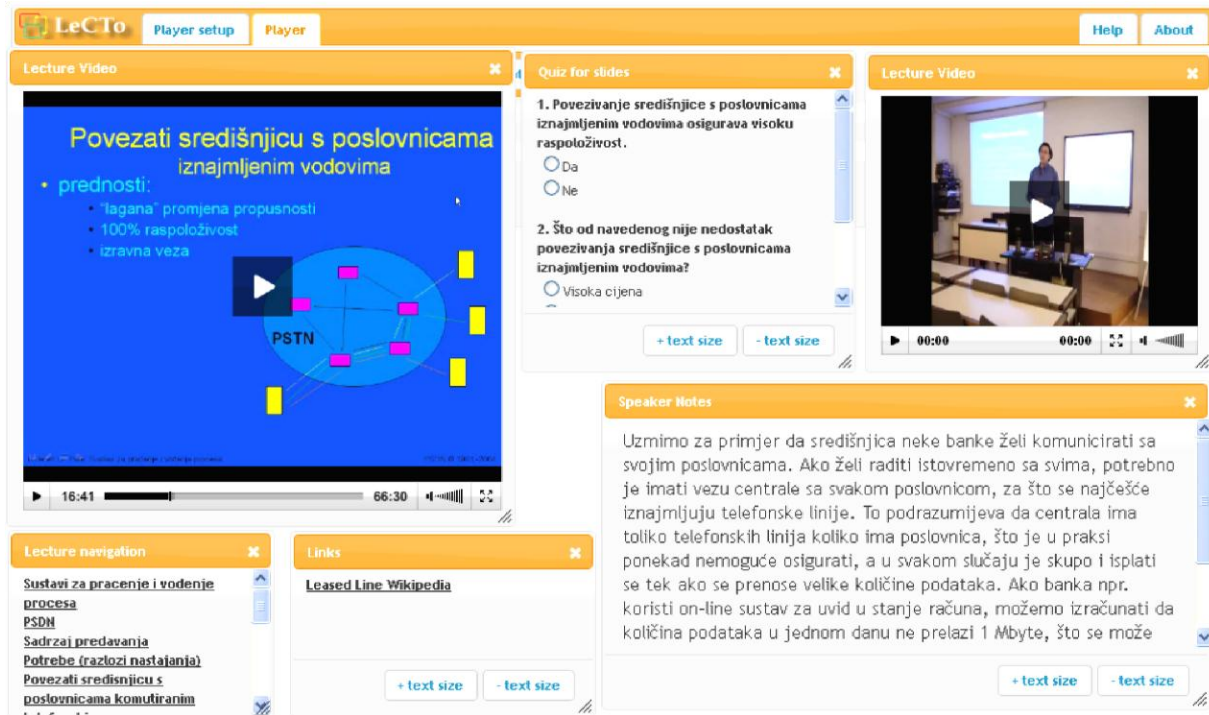 LeCTo
Player setup
Player
Help
About
Lecture Video
Povezati središnjicu s poslovnicama
iznajmljenim vodovima
• prednosti:
• "lagana" promjena propusnosti
• 100% raspoloživost
• izravna veza
PSTN
16:41
66:30
Quiz for slides
1. Povezivanje središnjice s poslovnicama
iznajmljenim vodovima osigurava visoku
raspoloživost.
Da
Ne
2. Što od navedenog nije nedostatak
povezivanja središnjice s poslovnicama
iznajmljenim vodovima?
Visoka cijena
+ text size
- text size
Lecture Video
00:00
00:00
Speaker Notes
Uzmimo za primjer da središnjica neke banke želi komunicirati sa
svojim poslovnicama. Ako želi raditi istovremeno sa svima, potrebno
je imati vezu centrale sa svakom poslovnicom, za što se najčešće
iznajmljuju telefonske linije. To podrazumijeva da centrala ima
toliko telefonskih linija koliko ima poslovnica, što je u praksi
ponekad nemoguće osigurati, a u svakom slučaju je skupo i isplati
se tek ako se prenose velike količine podataka. Ako banka npr.
koristi on-line sustav za uvid u stanje računa, možemo izračunati da
količina podataka u jednom danu ne prelazi 1 Mbyte, što se može
+ text size
- text size
Lecture navigation
Sustavi za pracenje i vodenje
procesa
PSDN
Sadrzaj predavanja
Potrebe (razlozi nastajanja)
Povezati sredisnjicu s
poslovnicama komutiranim
Links
Leased Line Wikipedia
+ text size
- text size